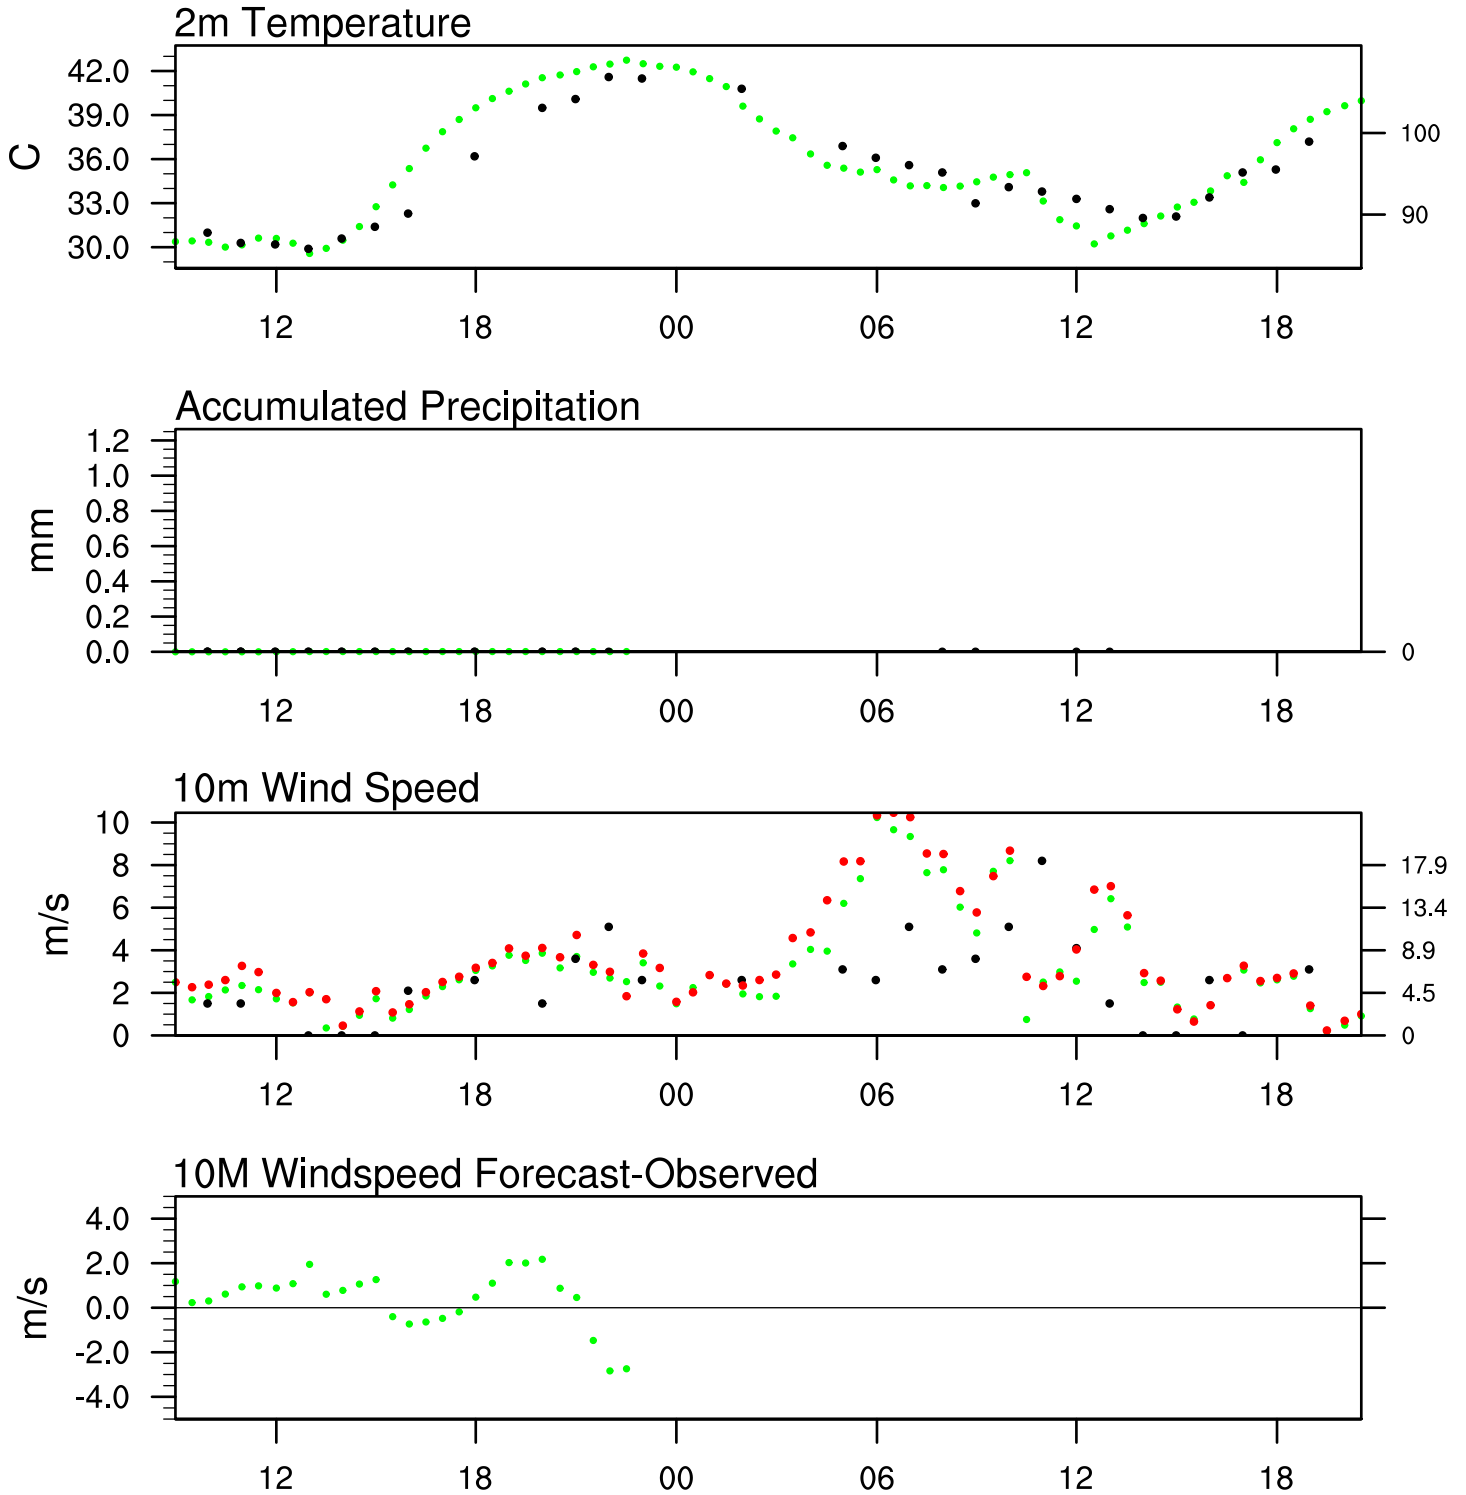 2m Temperature
42.0
39.0
36.0
33.0
30.0
C
100
90
12 18 00 06 12 18
Accumulated Precipitation
1.2
1.0
0.8
0.6
0.4
0.2
0.0
mm
0
12 18 00 06 12 18
10m Wind Speed
10
8
6
4
2
0
m/s
17.9
13.4
8.9
4.5
0
12 18 00 06 12 18
10M Windspeed Forecast-Observed
4.0
2.0
0.0
-2.0
-4.0
m/s
12 18 00 06 12 18